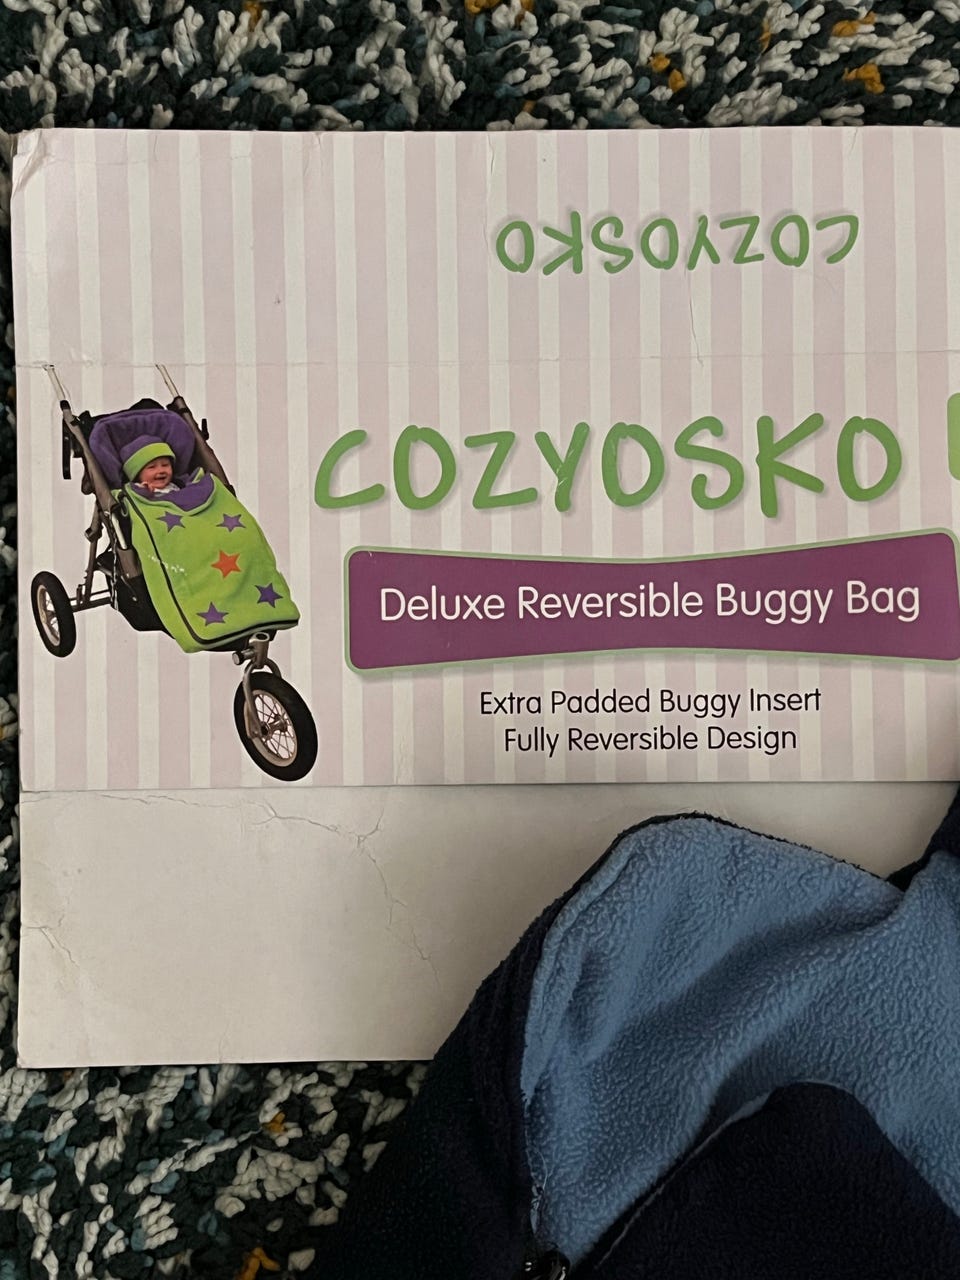 COZYOSKO
COZYOSKO
Deluxe Reversible Buggy Bag
Extra Padded Buggy Insert
Fully Reversible Design